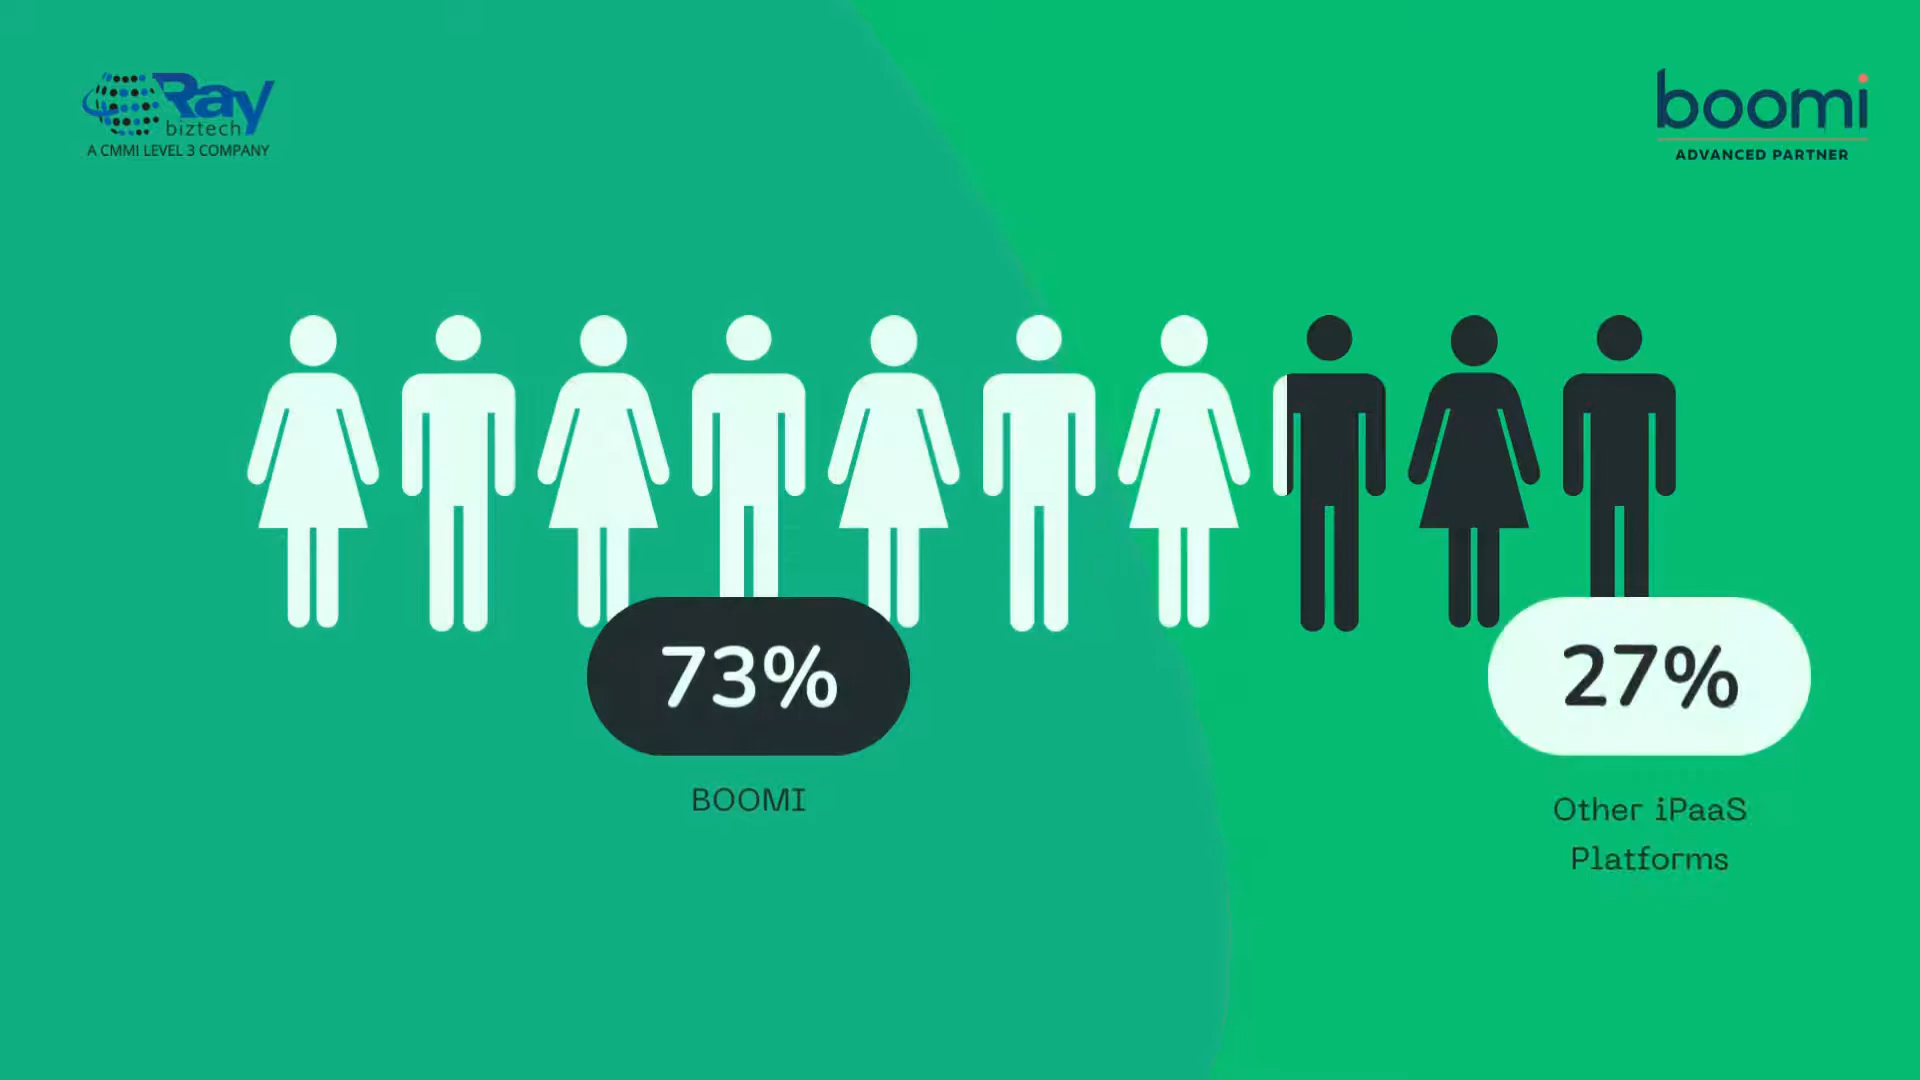 Ray
biztech
A CMMI LEVEL 3 COMPANY
boomi
ADVANCED PARTNER
73%
27%
BOOMI
Other iPaaS
Platforms